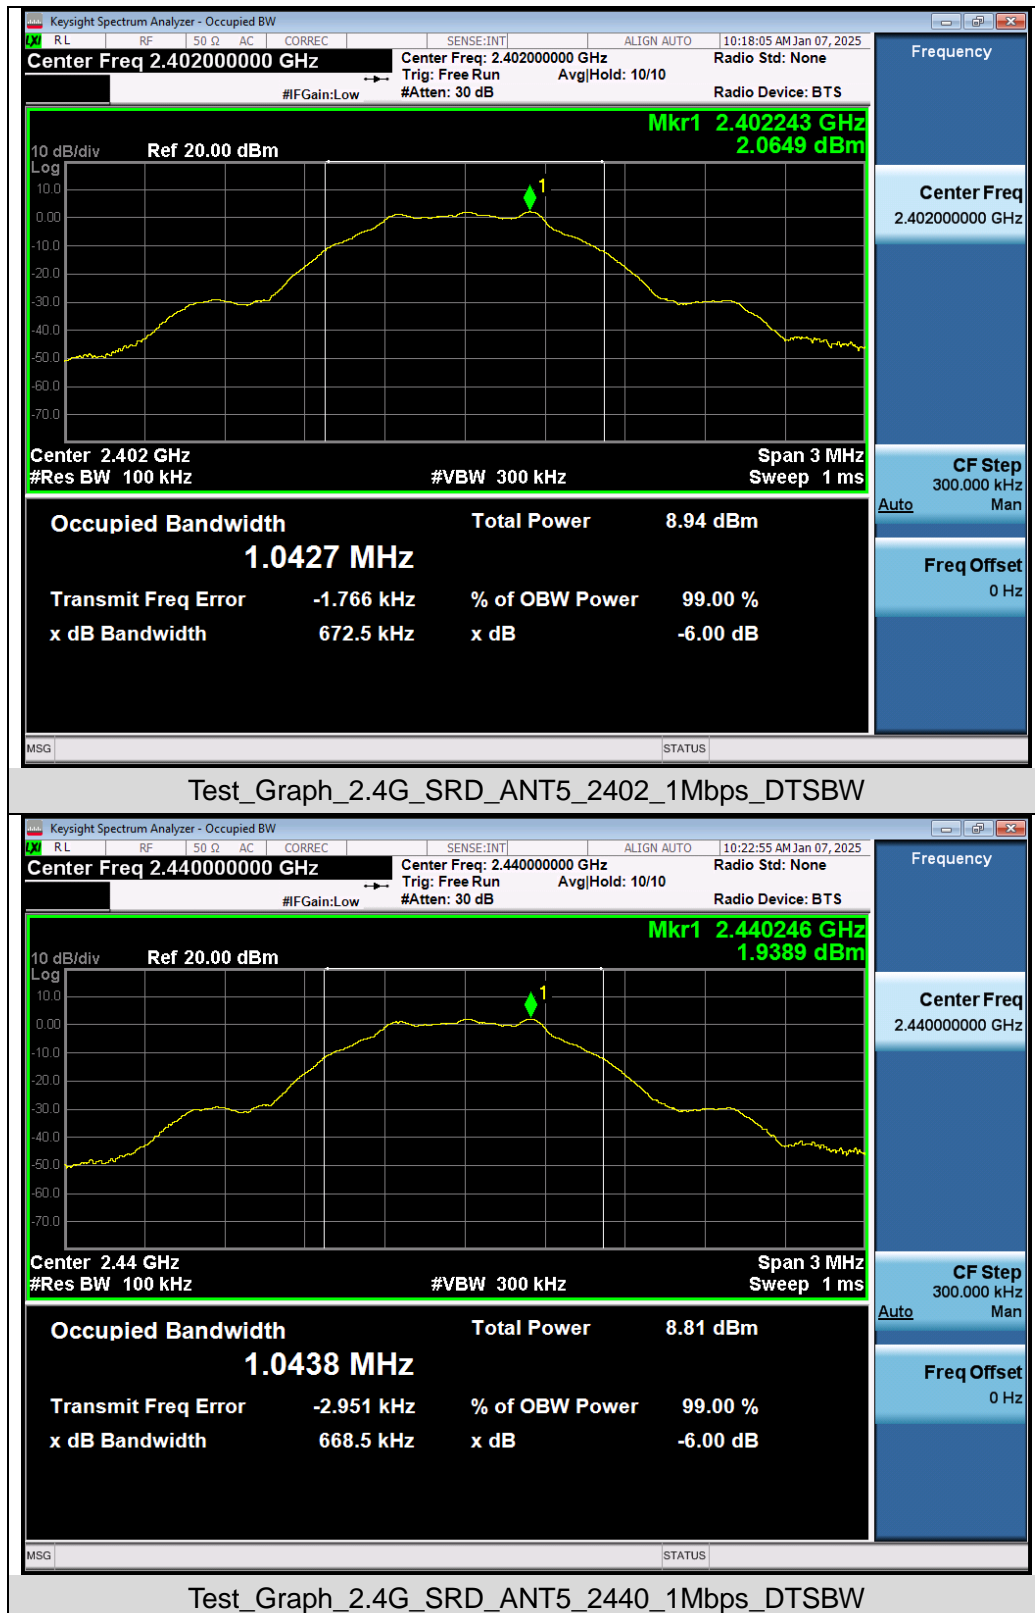 Keysight Spectrum Analyzer - Occupied BW
LXI RL RF 50 Ω AC CORREC SENSE:INT ALIGN AUTO 10:18:05 AM Jan 07, 2025
Center Freq 2.402000000 GHz
Center Freq: 2.402000000 GHz
Radio Std: None
Trig: Free Run Avg|Hold: 10/10
#IFGain:Low
#Atten: 30 dB
Radio Device: BTS
Mkr1 2.402243 GHz
2.0649 dBm
10 dB/div Ref 20.00 dBm
Log
10.0
0.00
-10.0
-20.0
-30.0
-40.0
-50.0
-60.0
-70.0
1
Center 2.402 GHz
Span 3 MHz
#Res BW 100 kHz
#VBW 300 kHz
Sweep 1 ms
Occupied Bandwidth
Total Power 8.94 dBm
1.0427 MHz
Transmit Freq Error -1.766 kHz
% of OBW Power 99.00 %
x dB Bandwidth 672.5 kHz
x dB -6.00 dB
MSG
STATUS
Frequency
Center Freq
2.402000000 GHz
CF Step
300.000 kHz
Auto Man
Freq Offset
0 Hz
Test_Graph_2.4G_SRD_ANT5_2402_1Mbps_DTSBW
Keysight Spectrum Analyzer - Occupied BW
LXI RL RF 50 Ω AC CORREC SENSE:INT ALIGN AUTO 10:22:55 AM Jan 07, 2025
Center Freq 2.440000000 GHz
Center Freq: 2.440000000 GHz
Radio Std: None
Trig: Free Run Avg|Hold: 10/10
#IFGain:Low
#Atten: 30 dB
Radio Device: BTS
Mkr1 2.440246 GHz
1.9389 dBm
10 dB/div Ref 20.00 dBm
Log
10.0
0.00
-10.0
-20.0
-30.0
-40.0
-50.0
-60.0
-70.0
1
Center 2.44 GHz
Span 3 MHz
#Res BW 100 kHz
#VBW 300 kHz
Sweep 1 ms
Occupied Bandwidth
Total Power 8.81 dBm
1.0438 MHz
Transmit Freq Error -2.951 kHz
% of OBW Power 99.00 %
x dB Bandwidth 668.5 kHz
x dB -6.00 dB
MSG
STATUS
Frequency
Center Freq
2.440000000 GHz
CF Step
300.000 kHz
Auto Man
Freq Offset
0 Hz
Test_Graph_2.4G_SRD_ANT5_2440_1Mbps_DTSBW